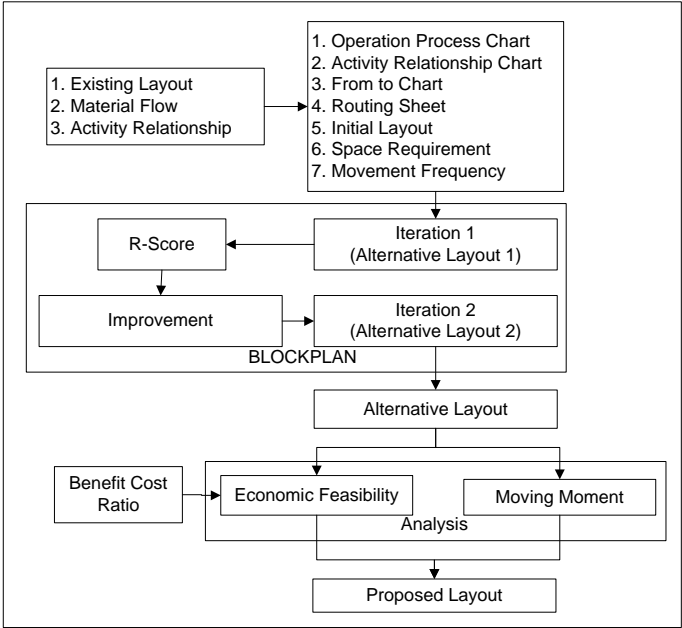 1. Existing Layout
2. Material Flow
3. Activity Relationship
1. Operation Process Chart
2. Activity Relationship Chart
3. From to Chart
4. Routing Sheet
5. Initial Layout
6. Space Requirement
7. Movement Frequency
Iteration 1
(Alternative Layout 1)
R-Score
Improvement
Iteration 2
(Alternative Layout 2)
BLOCKPLAN
Alternative Layout
Benefit Cost
Ratio
Economic Feasibility
Moving Moment
Analysis
Proposed Layout